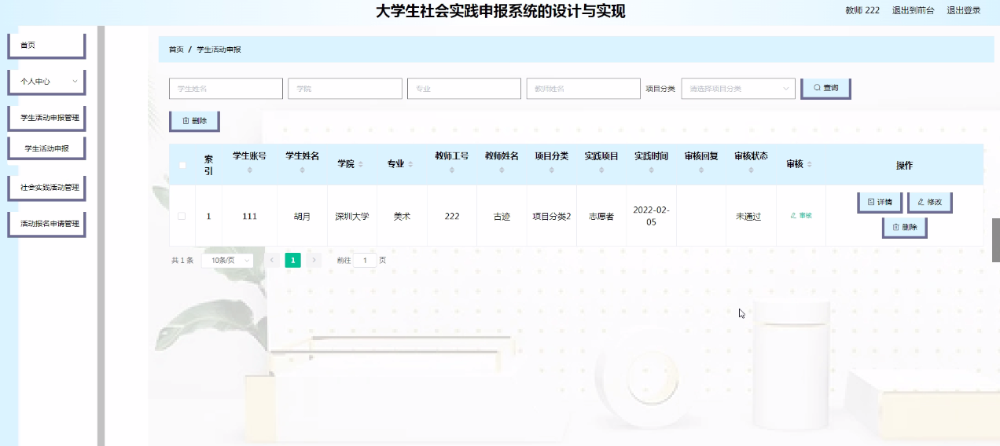 大学生社会实践申报系统的设计与实现
教师 222 退出到前台 退出登录
首页
个人中心
学生活动申报管理
学生活动申报
社会实践活动管理
活动报名申请管理
首页 / 学生活动申报
学生姓名 学院 专业 教师姓名 项目分类 请选择项目分类 查询
删除
索引 学生账号 学生姓名 学院 专业 教师工号 教师姓名 项目分类 实践项目 实践时间 审核回复 审核状态 审核 操作
1 111 胡月 深圳大学 美术 222 古迹 项目分类2 志愿者 2022-02-05 未通过 审核 详情 修改
删除
共 1 条 10条/页 1 前往 1 页